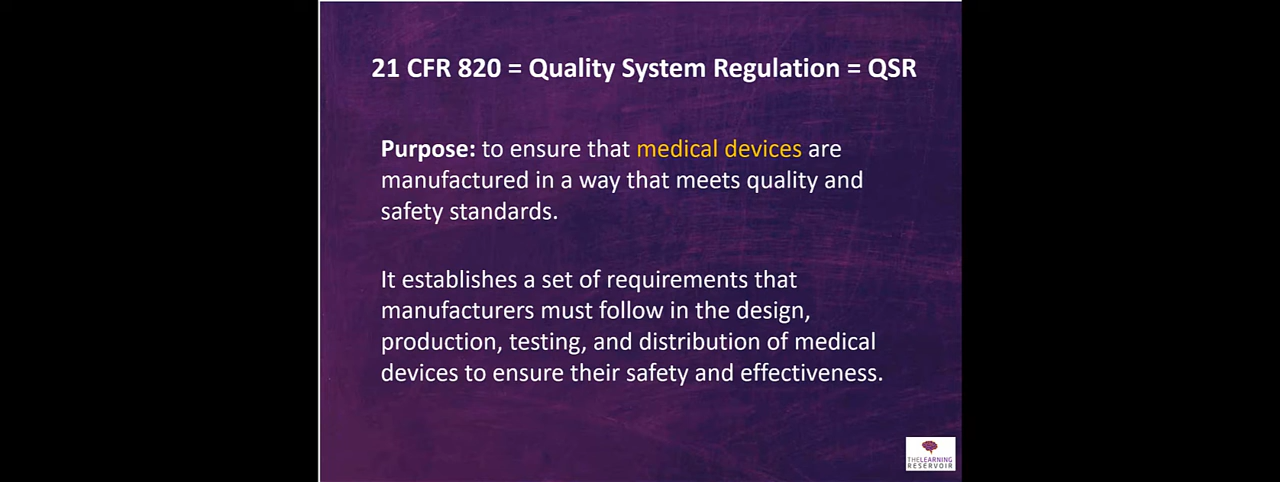 21 CFR 820 = Quality System Regulation = QSR
Purpose: to ensure that medical devices are
manufactured in a way that meets quality and
safety standards.
It establishes a set of requirements that
manufacturers must follow in the design,
production, testing, and distribution of medical
devices to ensure their safety and effectiveness.
THELEARNING
RESERVOIR